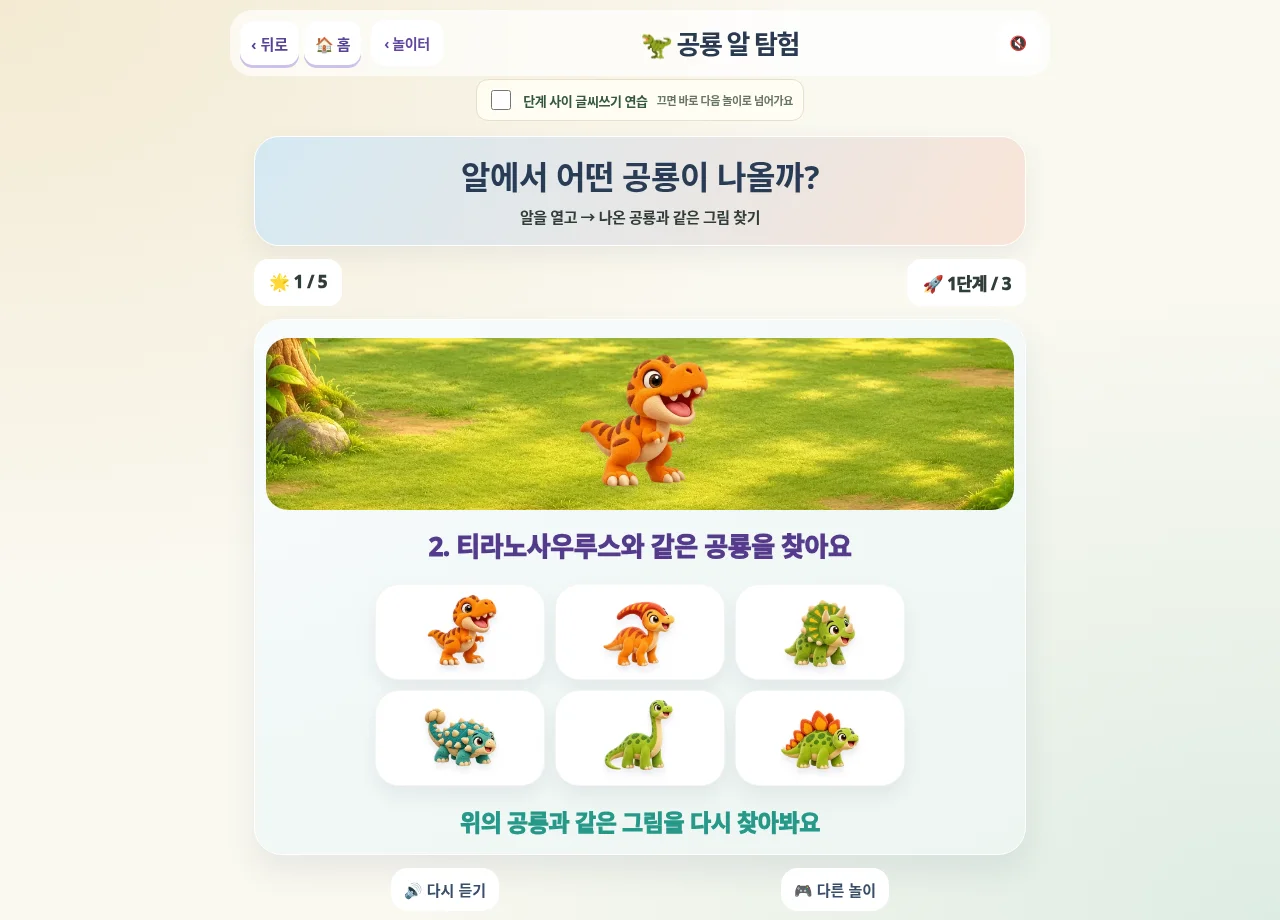 ‹ 뒤로 🏠 홈 ‹ 놀이터 🦖 공룡 알 탐험
단계 사이 글씨쓰기 연습 끄면 바로 다음 놀이로 넘어가요
알에서 어떤 공룡이 나올까?
알을 열고 → 나온 공룡과 같은 그림 찾기
🌟 1 / 5 🚀 1단계 / 3
2. 티라노사우루스와 같은 공룡을 찾아요
위의 공룡과 같은 그림을 다시 찾아봐요
🔊 다시 듣기 🎮 다른 놀이